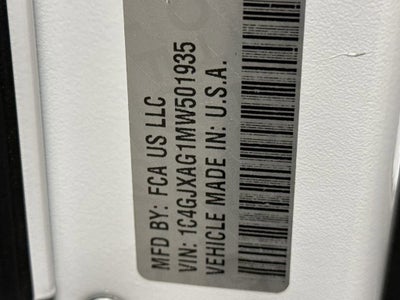 MFD BY: FCA US LLC
VIN: 1C4GJXAG1MW501935
VEHICLE MADE IN: U.S.A.